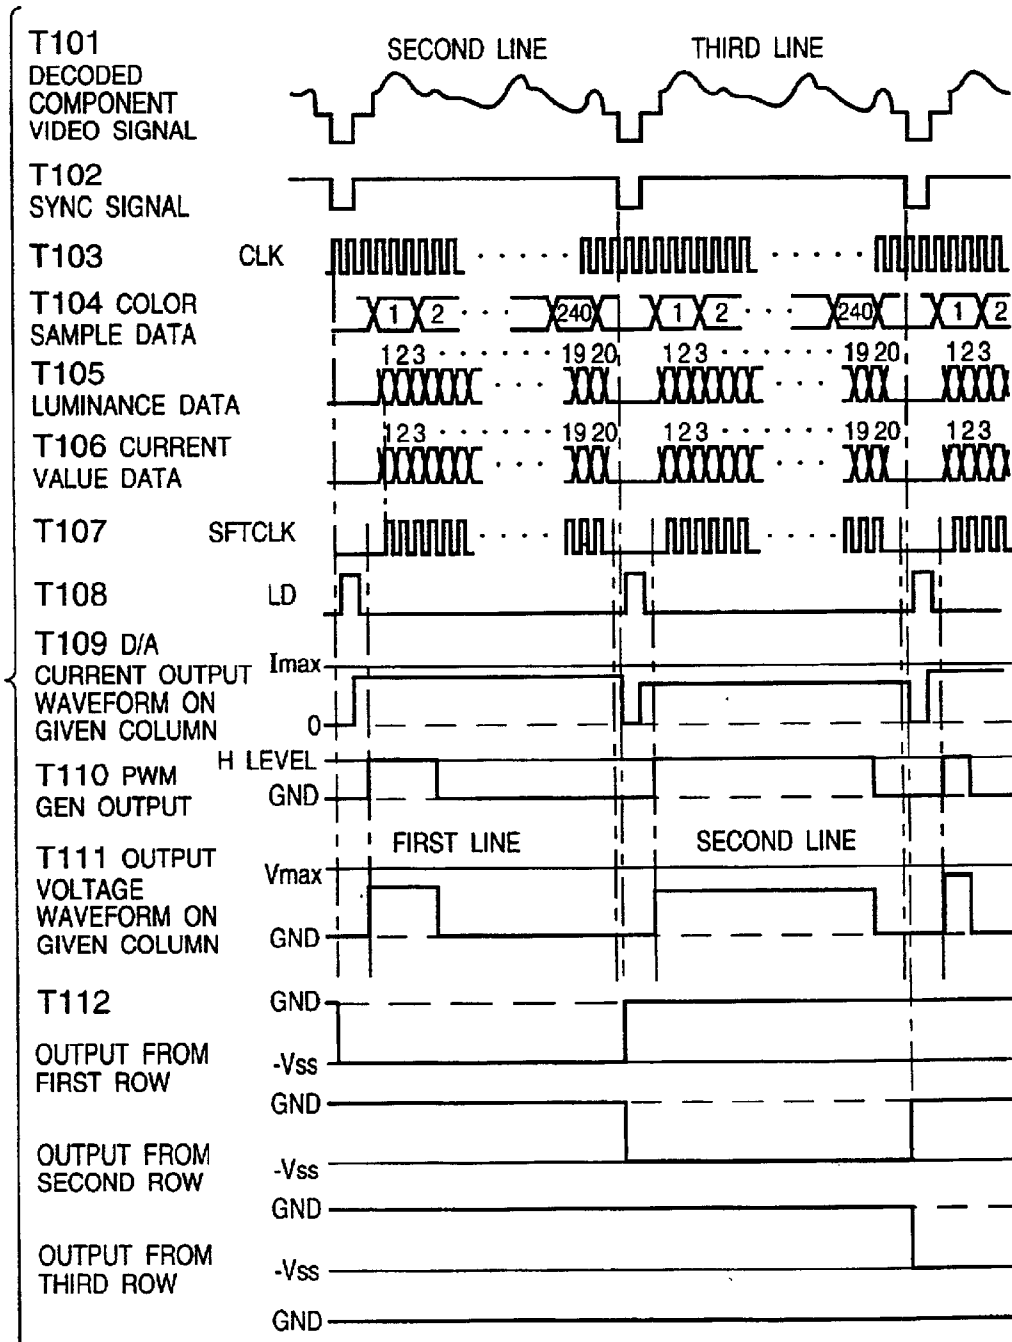 T101
DECODED
COMPONENT
VIDEO SIGNAL
SECOND LINE THIRD LINE
T102
SYNC SIGNAL
T103 CLK
T104 COLOR
SAMPLE DATA
1 2 240 1 2 240 1 2
T105
LUMINANCE DATA
123 1920 123 1920 123
T106 CURRENT
VALUE DATA
123 1920 123 1920 123
T107 SFTCLK
T108 LD
T109 D/A
CURRENT OUTPUT
WAVEFORM ON
GIVEN COLUMN
Imax
0
T110 PWM
GEN OUTPUT
H LEVEL
GND
T111 OUTPUT
VOLTAGE
WAVEFORM ON
GIVEN COLUMN
FIRST LINE SECOND LINE
Vmax
GND
T112
GND
OUTPUT FROM
FIRST ROW
-Vss
GND
OUTPUT FROM
SECOND ROW
-Vss
GND
OUTPUT FROM
THIRD ROW
-Vss
GND